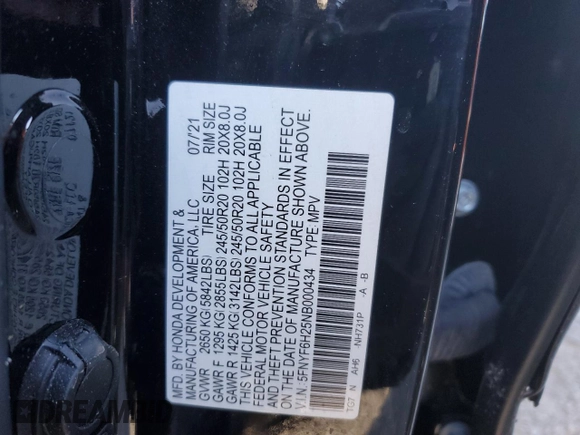 MFD. BY HONDA DEVELOPMENT &
MANUFACTURING OF AMERICA, LLC 07/'21
GVWR 2650 KG(5842LBS) TIRE SIZE RIM SIZE
GAWR F 1295 KG(2855LBS) 245/50R20 102H 20X8.0J
GAWR R 1425 KG(3142LBS) 245/50R20 102H 20X8.0J
THIS VEHICLE CONFORMS TO ALL APPLICABLE
FEDERAL MOTOR VEHICLE SAFETY
AND THEFT PREVENTION STANDARDS IN EFFECT
ON THE DATE OF MANUFACTURE SHOWN ABOVE.
V.I.N.: 5FNYF6H25NB000434 TYPE: MPV
TG7 N AH6 -NH731P -A -B
DREAMBID